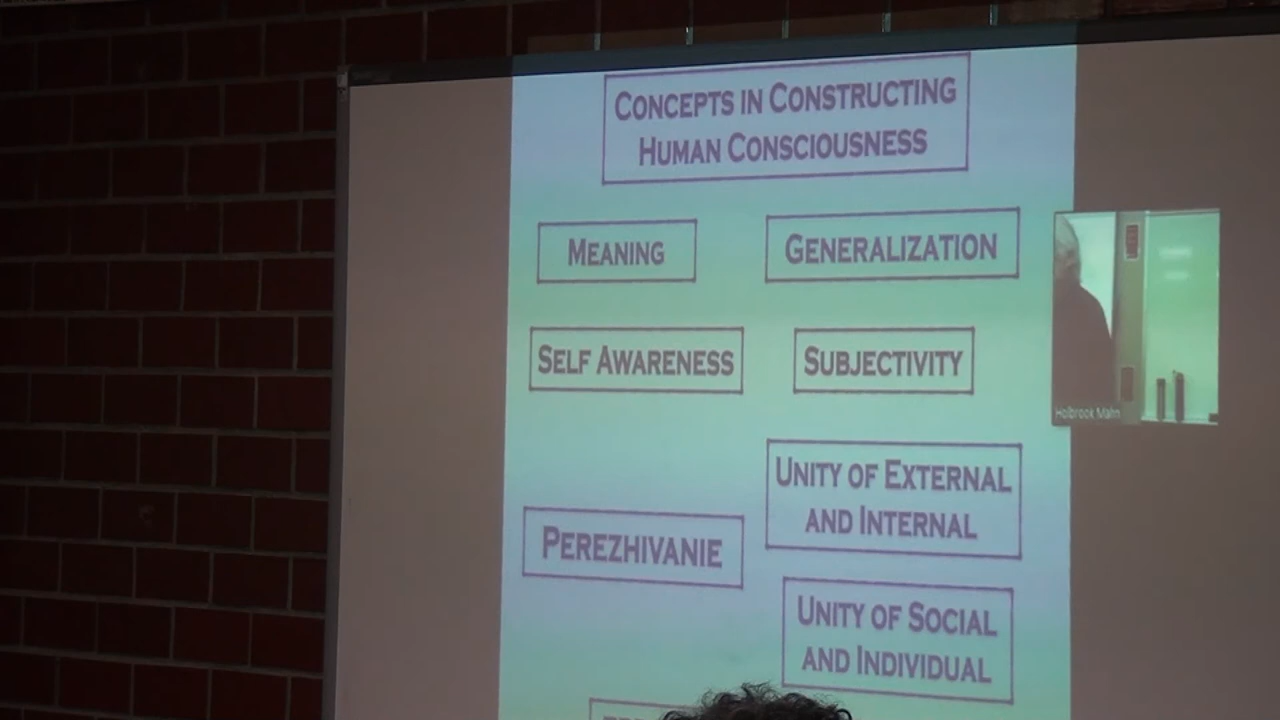 CONCEPTS IN CONSTRUCTING
HUMAN CONSCIOUSNESS
MEANING
GENERALIZATION
SELF AWARENESS
SUBJECTIVITY
UNITY OF EXTERNAL
AND INTERNAL
PEREZHIVANIE
UNITY OF SOCIAL
AND INDIVIDUAL
Holbrook Mahn